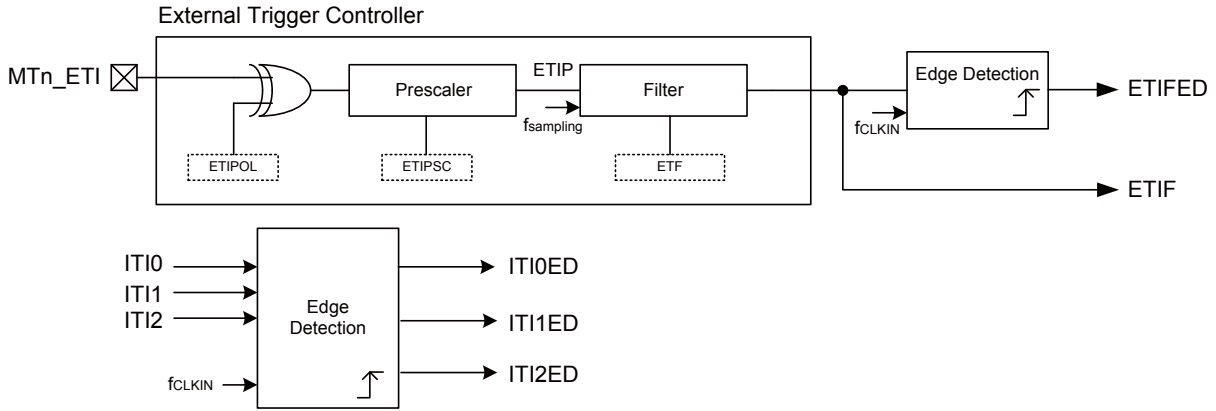 External Trigger Controller
MTn_ETI
Prescaler
ETIP
Filter
fsampling
Edge Detection
fCLKIN
ETIFED
ETIPOL
ETIPSC
ETF
ETIF
ITI0
ITI1
ITI2
fCLKIN
Edge
Detection
ITI0ED
ITI1ED
ITI2ED